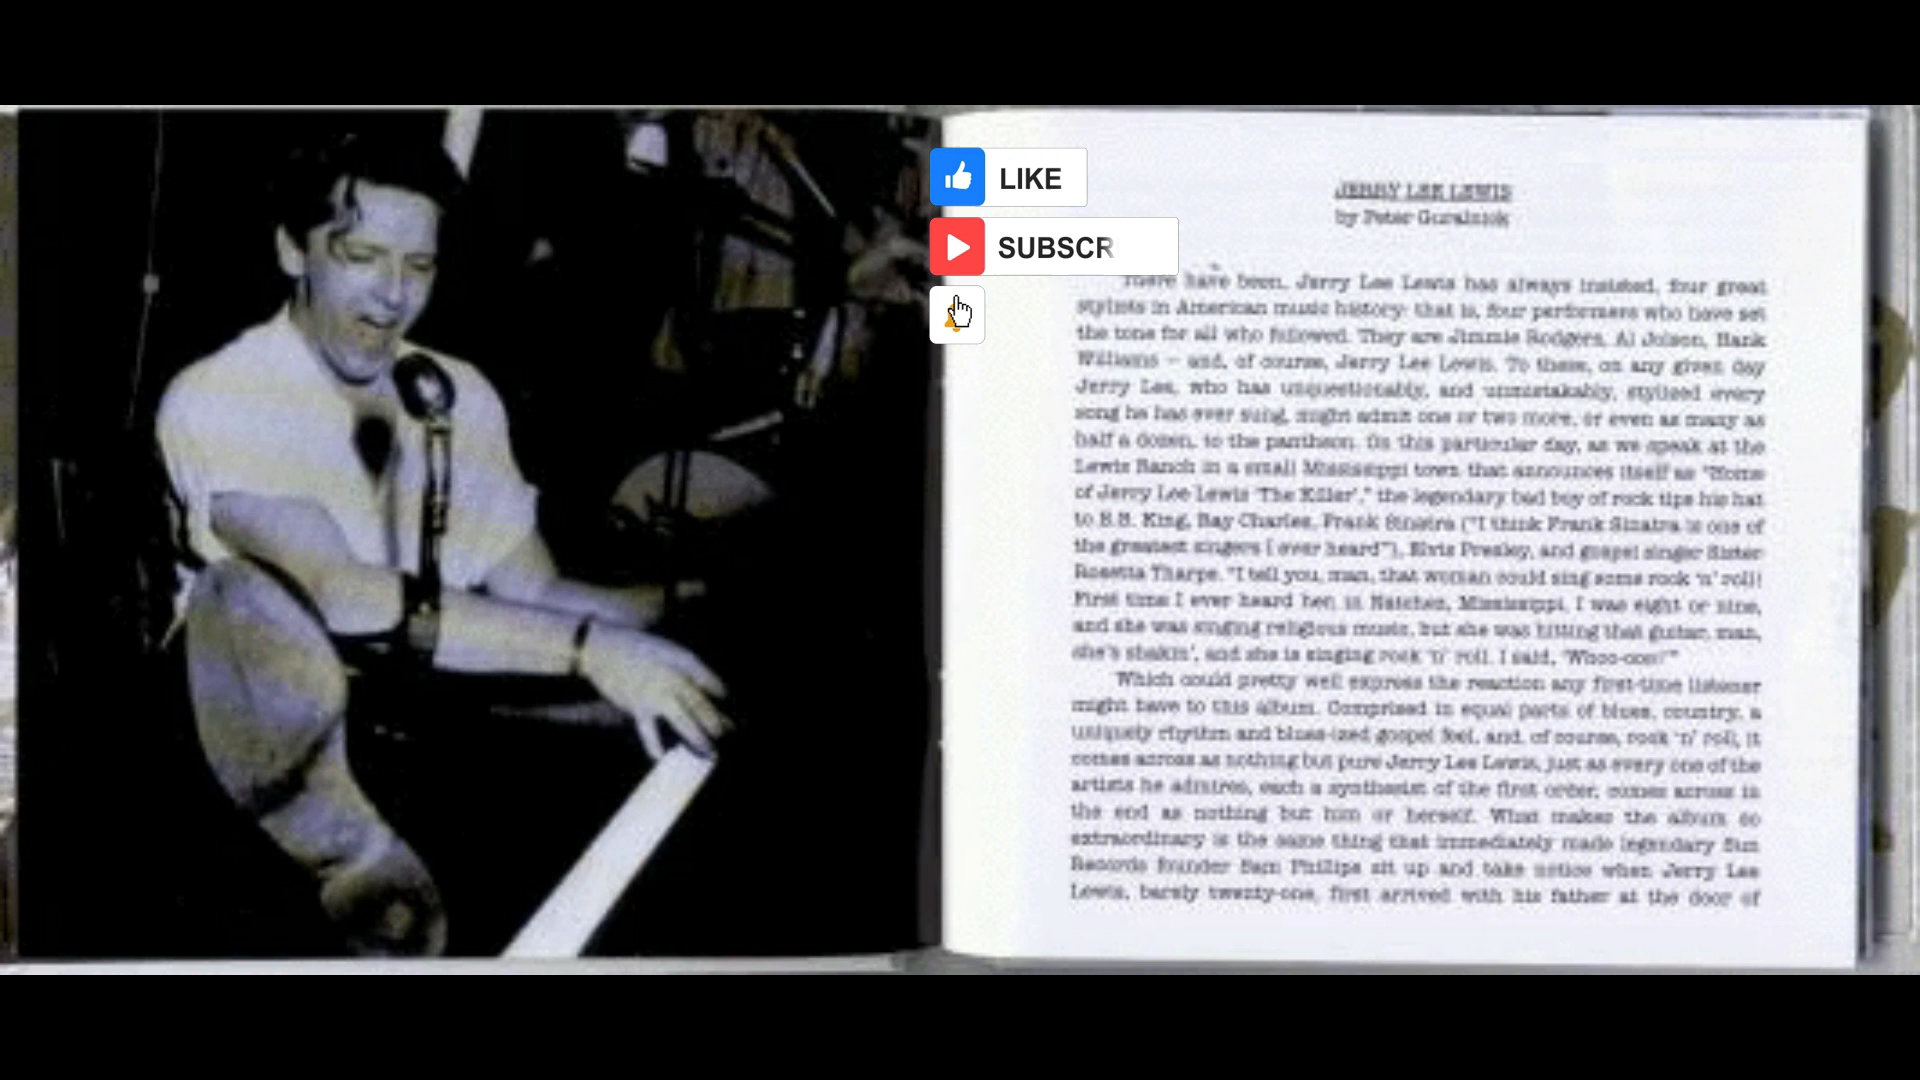 LIKE
SUBSCR
JERRY LEE LEWIS
by Peter Guralnick
There have been, Jerry Lee Lewis has always insisted, four great
stylists in American music history: that is, four performers who have set
the tone for all who followed. They are Jimmie Rodgers, Al Jolson, Hank
Williams — and, of course, Jerry Lee Lewis. To these, on any given day
Jerry Lee, who has unquestionably, and unmistakably, stylized every
song he has ever sung, might admit one or two more, or even as many as
half a dozen, to the pantheon. On this particular day, as we speak at the
Lewis Ranch in a small Mississippi town that announces itself as "Home
of Jerry Lee Lewis 'The Killer'," the legendary bad boy of rock tips his hat
to B.B. King, Ray Charles, Frank Sinatra ("I think Frank Sinatra is one of
the greatest singers I ever heard"), Elvis Presley, and gospel singer Sister
Rosetta Tharpe. "I tell you, man, that woman could sing some rock 'n' roll!
First time I ever heard her, in Natchez, Mississippi, I was eight or nine,
and she was singing religious music, but she was hitting that guitar, man,
she's shakin', and she is singing rock 'n' roll. I said, 'Whoo-ooo!'"
Which could pretty well express the reaction any first-time listener
might have to this album. Comprised in equal parts of blues, country, a
uniquely rhythm and blues-ized gospel feel, and, of course, rock 'n' roll, it
comes across as nothing but pure Jerry Lee Lewis, just as every one of the
artists he admires, each a synthesist of the first order, comes across in
the end as nothing but him or herself. What makes the album so
extraordinary is the same thing that immediately made legendary Sun
Records founder Sam Phillips sit up and take notice when Jerry Lee
Lewis, barely twenty-one, first arrived with his father at the door of